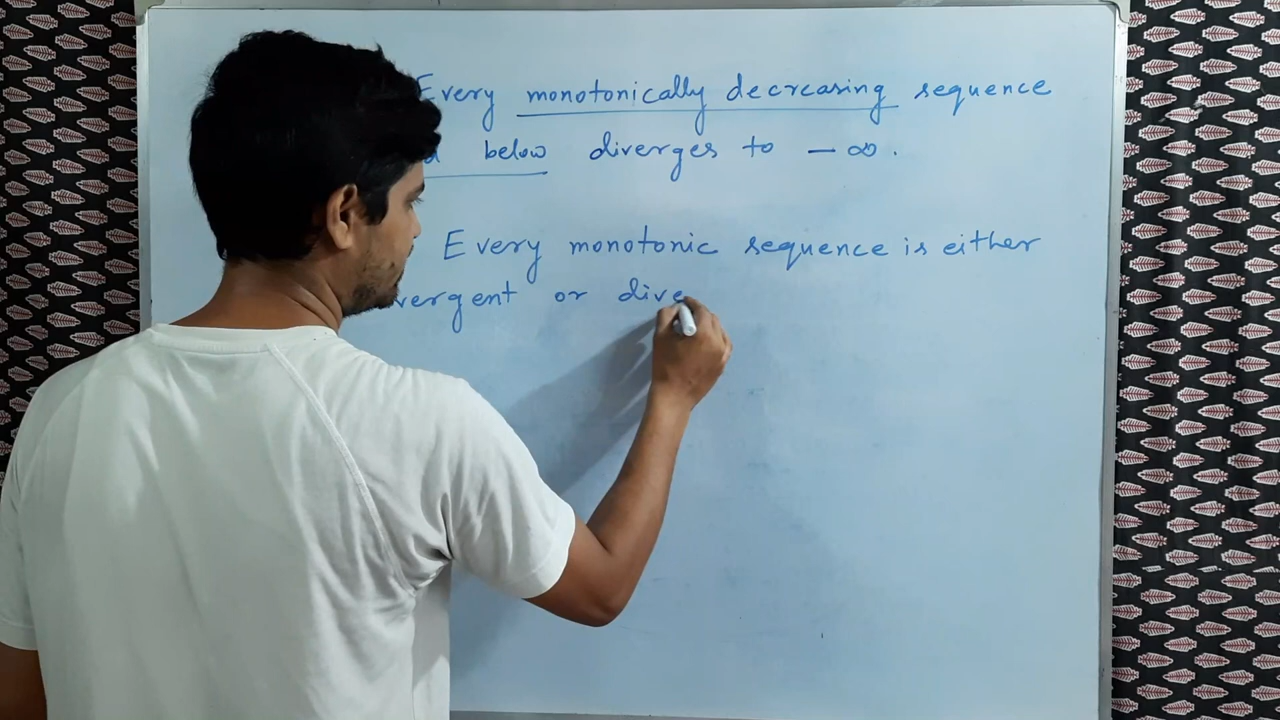 Every monotonically decreasing sequence
below diverges to - ∞.
Every monotonic sequence is either
vergent or dive